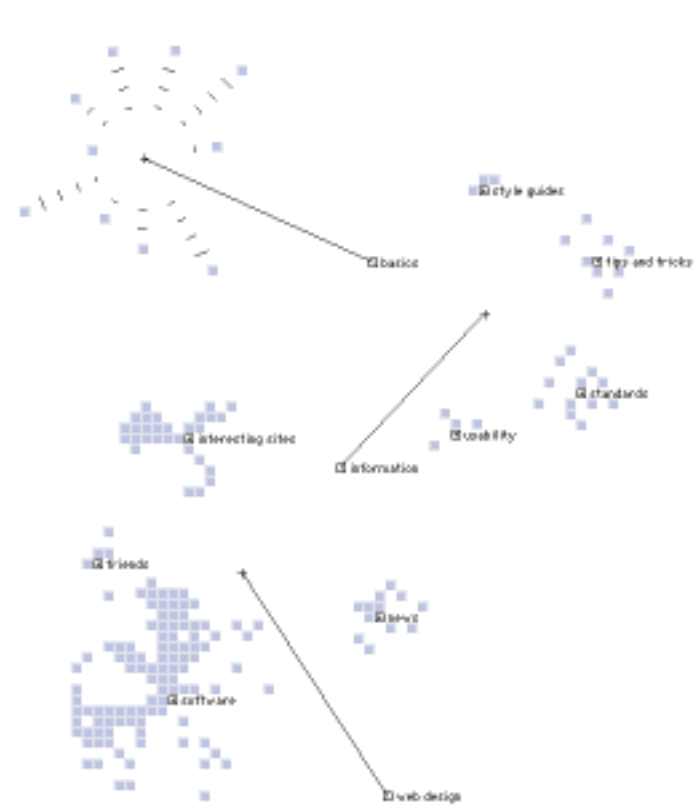 style guides
basics
tips and tricks
standards
usability
interesting sites
information
friends
news
software
web design